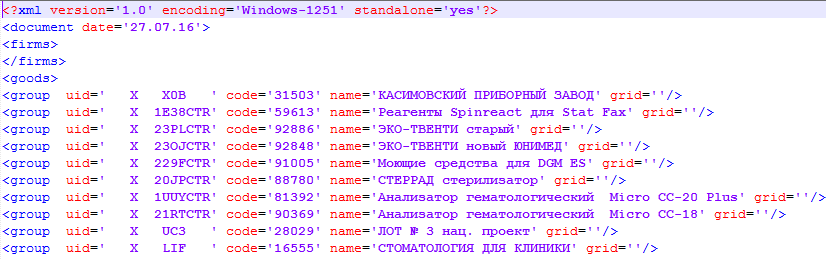 <?xml version='1.0' encoding='Windows-1251' standalone='yes'?>
<document date='27.07.16'>
<firms>
</firms>
<goods>
<group  uid='   X   X0B   ' code='31503' name='КАСИМОВСКИЙ ПРИБОРНЫЙ ЗАВОД' grid=''/>
<group  uid='   X  1E38CTR' code='59613' name='Реагенты Spinreact для Stat Fax' grid=''/>
<group  uid='   X  23PLCTR' code='92886' name='ЭКО-ТВЕНТИ старый' grid=''/>
<group  uid='   X  23OJCTR' code='92848' name='ЭКО-ТВЕНТИ новый ЮНИМЕД' grid=''/>
<group  uid='   X  229FCTR' code='91005' name='Моющие средства для DGM ES' grid=''/>
<group  uid='   X  20JPCTR' code='88780' name='СТЕРРАД стерилизатор' grid=''/>
<group  uid='   X  1UUYCTR' code='81392' name='Анализатор гематологический  Micro CC-20 Plus' grid=''/>
<group  uid='   X  21RTCTR' code='90369' name='Анализатор гематологический  Micro CC-18' grid=''/>
<group  uid='   X   UC3   ' code='28029' name='ЛОТ № 3 нац. проект' grid=''/>
<group  uid='   X   LIF   ' code='16555' name='СТОМАТОЛОГИЯ ДЛЯ КЛИНИКИ' grid=''/>